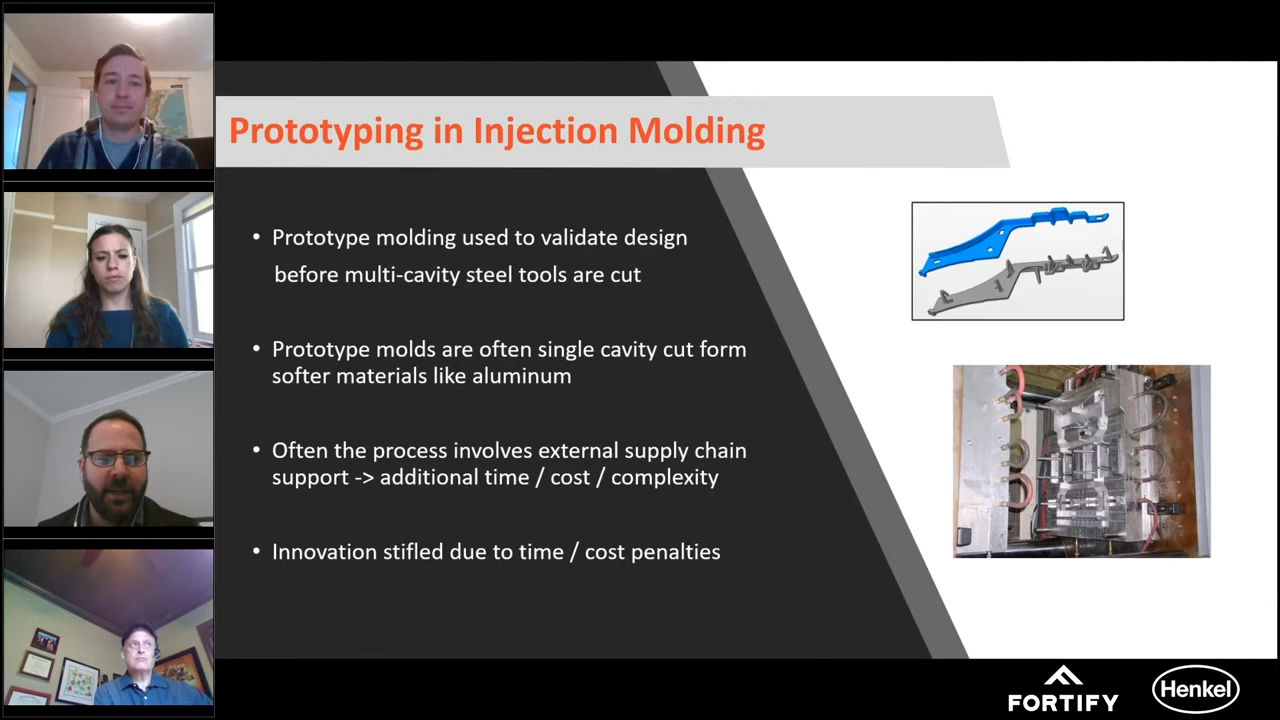 Prototyping in Injection Molding
• Prototype molding used to validate design
before multi-cavity steel tools are cut
• Prototype molds are often single cavity cut form
softer materials like aluminum
• Often the process involves external supply chain
support -> additional time / cost / complexity
• Innovation stifled due to time / cost penalties
FORTIFY
Henkel